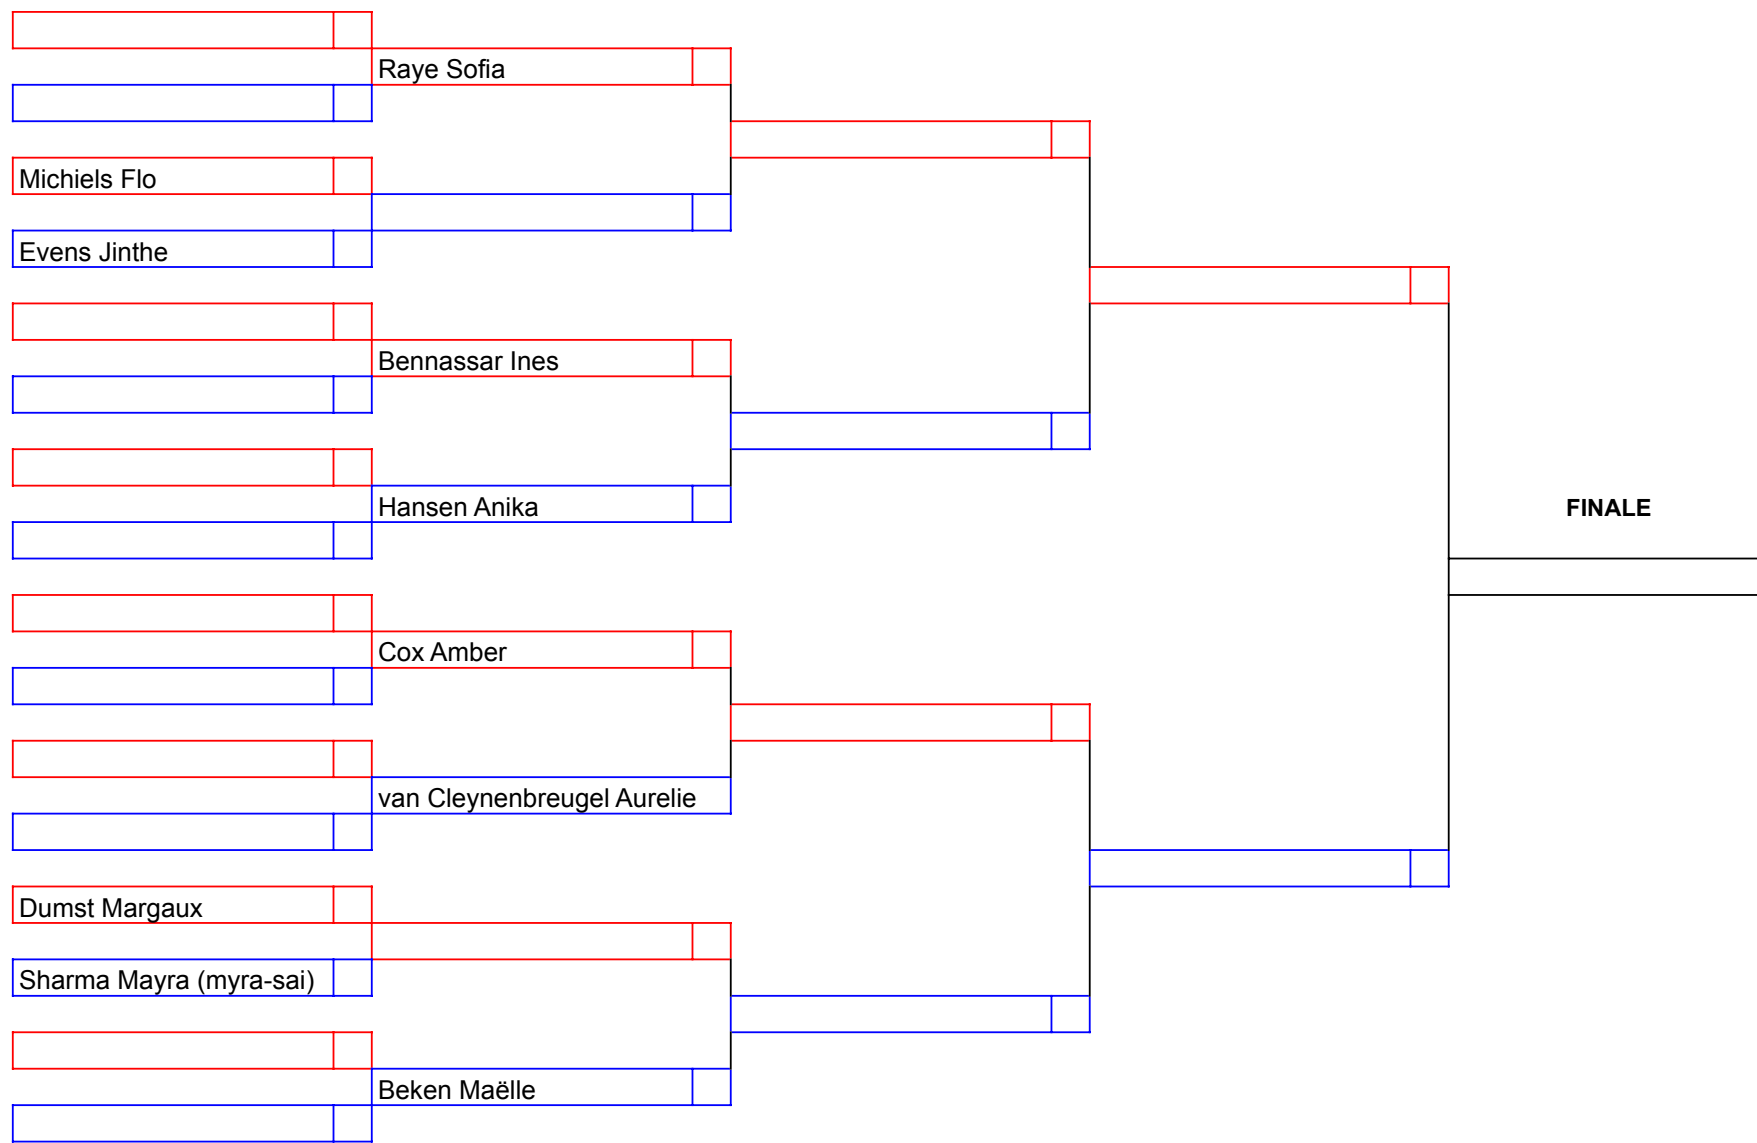 Raye Sofia
Michiels Flo
Evens Jinthe
Bennassar Ines
Hansen Anika
FINALE
Cox Amber
van Cleynenbreugel Aurelie
Dumst Margaux
Sharma Mayra (myra-sai)
Beken Maëlle